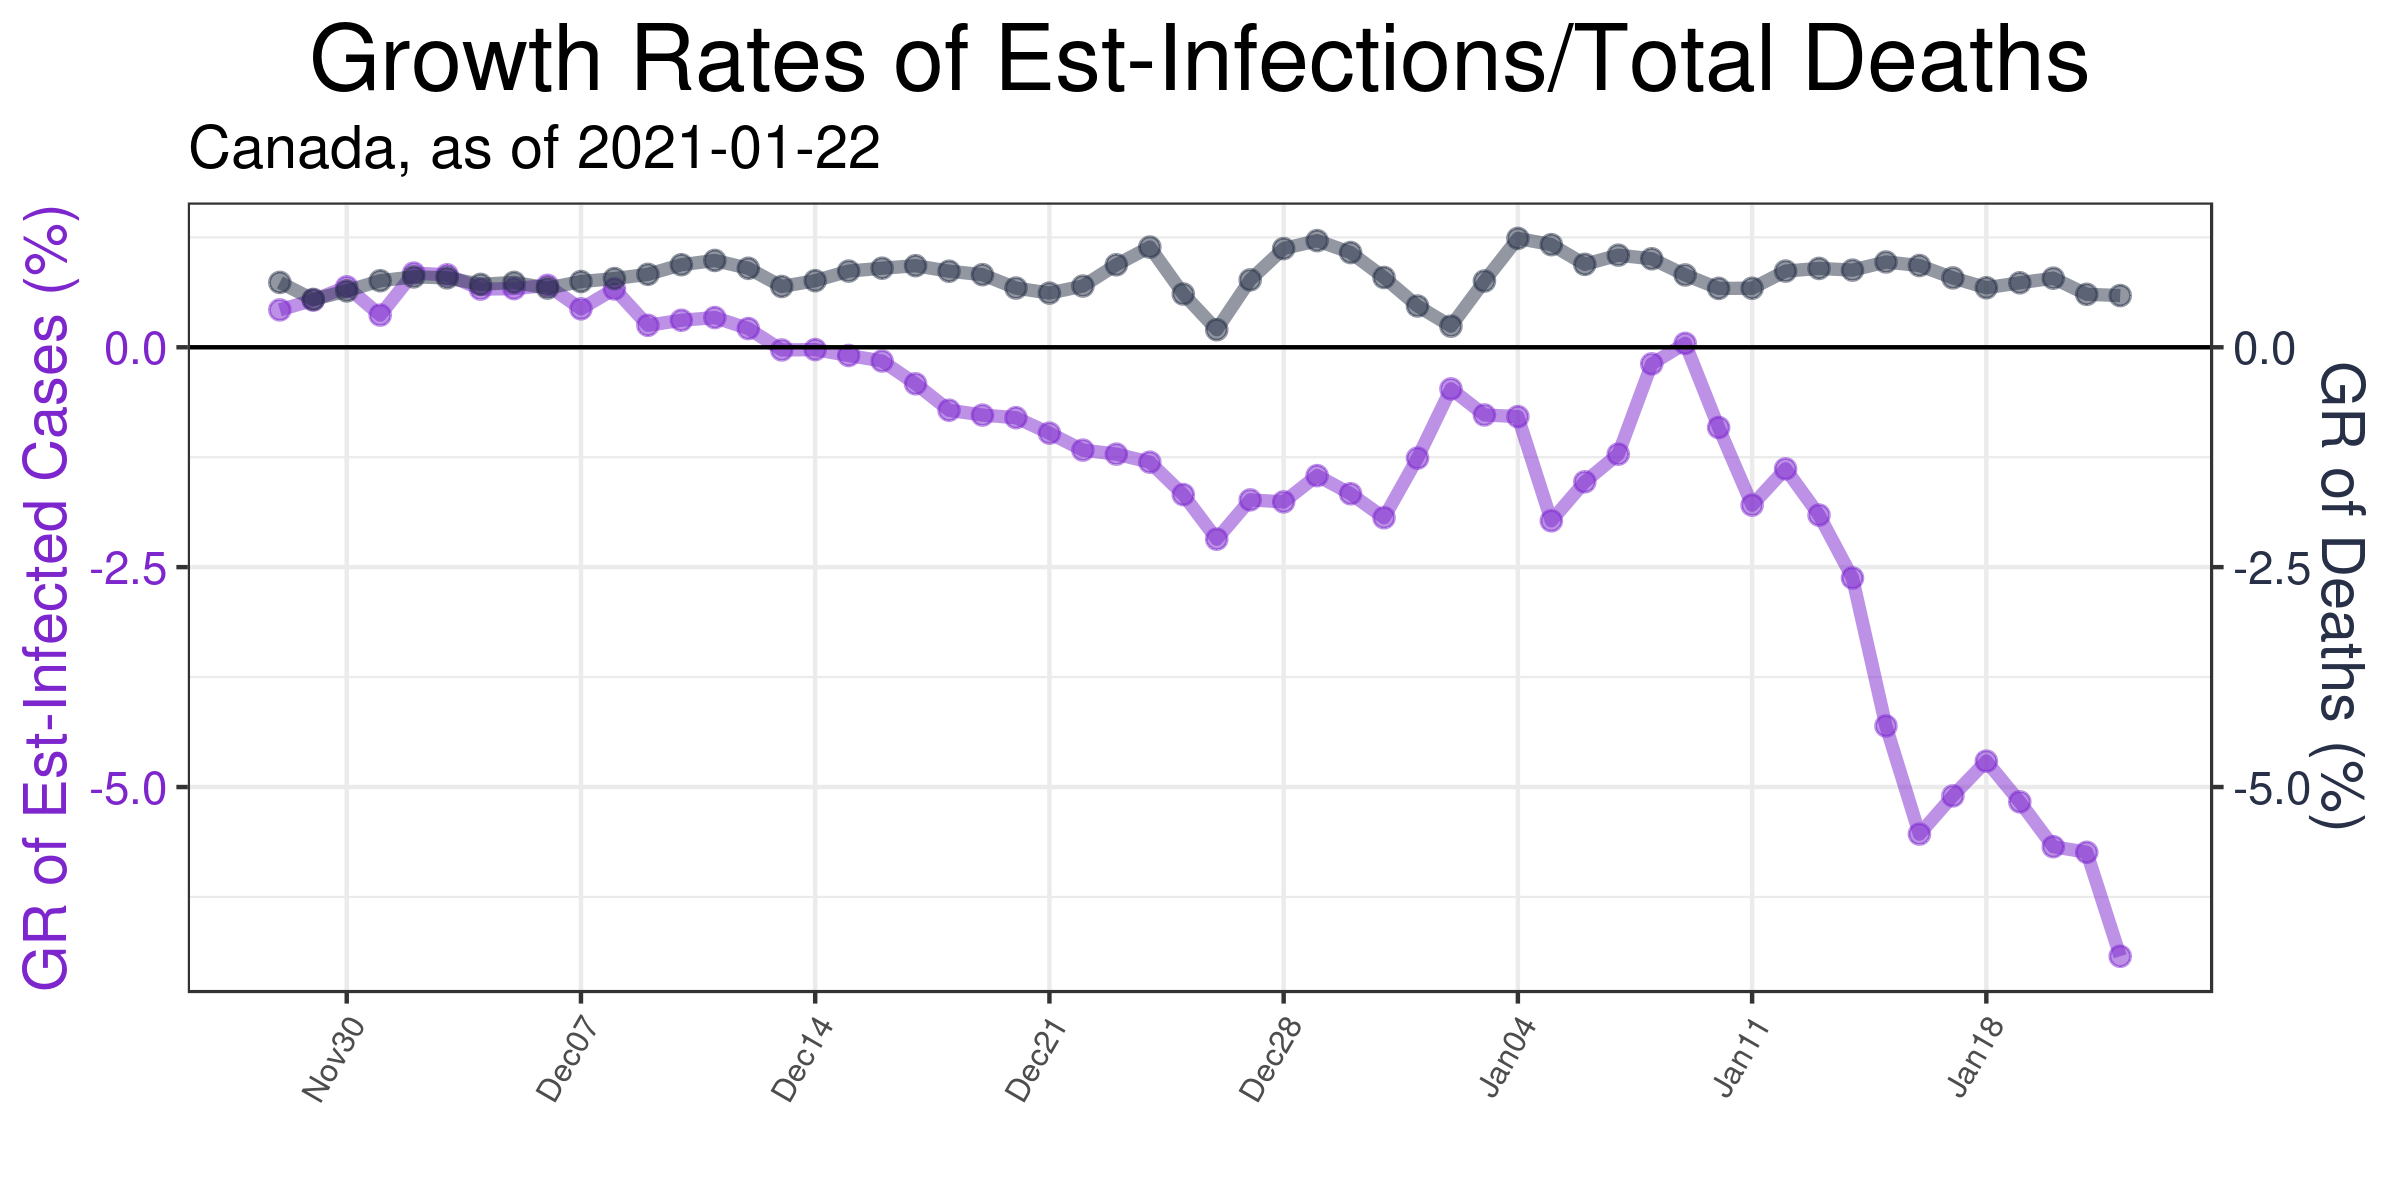 Growth Rates of Est-Infections/Total Deaths
Canada, as of 2021-01-22
GR of Est-Infected Cases (%)
0.0
-2.5
-5.0
0.0
-2.5
-5.0
GR of Deaths (%)
Nov30
Dec07
Dec14
Dec21
Dec28
Jan04
Jan11
Jan18